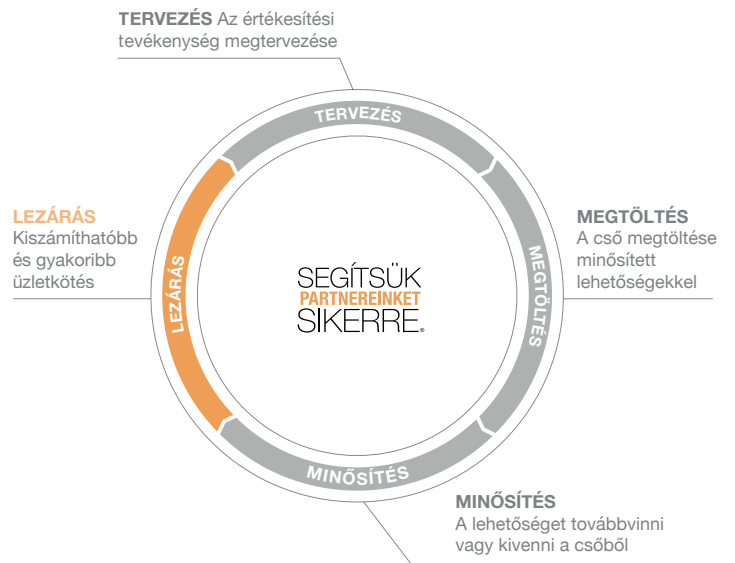 TERVEZÉS Az értékesítési
tevékenység megtervezése
TERVEZÉS
LEZÁRÁS
Kiszámíthatóbb
és gyakoribb
üzletkötés
LEZÁRÁS
SEGÍTSÜK
PARTNEREINKET
SIKERRE®
MEGTÖLTÉS
MEGTÖLTÉS
A cső megtöltése
minősített
lehetőségekkel
MINŐSÍTÉS
MINŐSÍTÉS
A lehetőséget továbbvinni
vagy kivenni a csőből